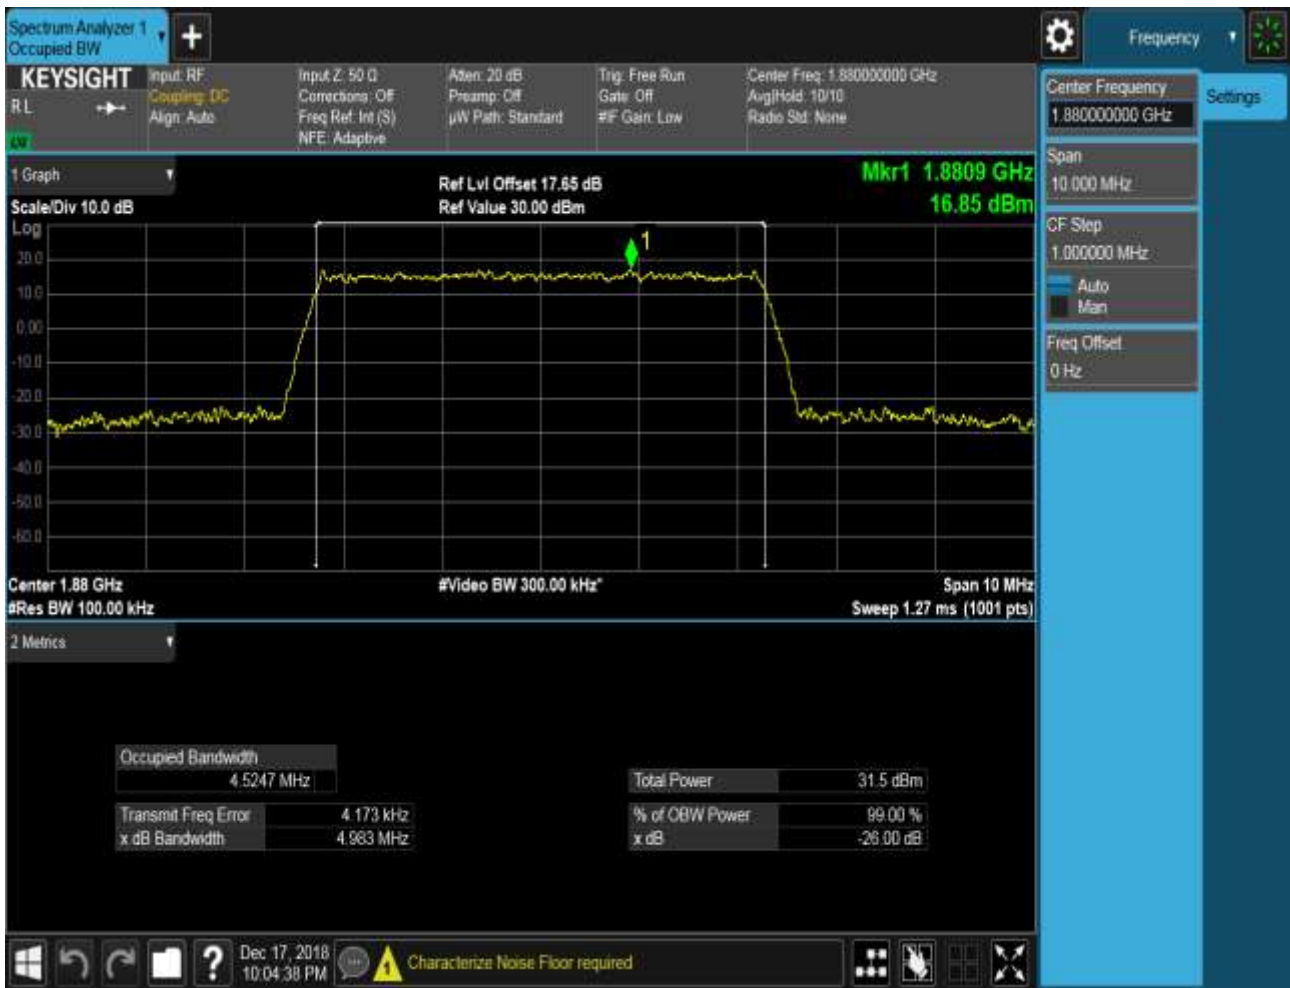 Spectrum Analyzer 1
Occupied BW
Frequency
KEYSIGHT
RL
Input: RF
Coupling: DC
Align: Auto
Input Z: 50 Ω
Corrections: Off
Freq Ref: Int (S)
NFE: Adaptive
Atten: 20 dB
Preamp: Off
µW Path: Standard
Trig: Free Run
Gate: Off
#IF Gain: Low
Center Freq: 1.880000000 GHz
Avg|Hold: 10/10
Radio Std: None
Center Frequency
1.880000000 GHz
Settings
Span
10.000 MHz
CF Step
1.000000 MHz
Auto
Man
Freq Offset
0 Hz
1 Graph
Scale/Div 10.0 dB
Ref Lvl Offset 17.65 dB
Ref Value 30.00 dBm
Mkr1 1.8809 GHz
16.85 dBm
Log
1
20.0
10.0
0.00
-10.0
-20.0
-30.0
-40.0
-50.0
-60.0
Center 1.88 GHz
#Video BW 300.00 kHz*
Span 10 MHz
#Res BW 100.00 kHz
Sweep 1.27 ms (1001 pts)
2 Metrics
Occupied Bandwidth
4.5247 MHz
Total Power 31.5 dBm
Transmit Freq Error 4.173 kHz
% of OBW Power 99.00 %
x dB Bandwidth 4.983 MHz
x dB -26.00 dB
Dec 17, 2018
10:04:38 PM
1
Characterize Noise Floor required